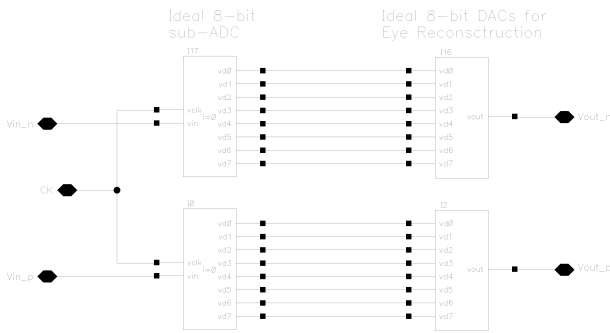 Ideal 8-bit
sub-ADC
Ideal 8-bit DACs for
Eye Reconsctruction
I17
vd0
vd1
vd2
vclk
vd3
i=0
vin
vd4
vd5
vd6
vd7
I16
vd0
vd1
vd2
vd3
vd4
vout
vd5
vd6
vd7
Vin_n
Vout_n
CK
I0
vd0
vd1
vd2
vclk
vd3
i=0
vin
vd4
vd5
vd6
vd7
I2
vd0
vd1
vd2
vd3
vd4
vout
vd5
vd6
vd7
Vin_p
Vout_p